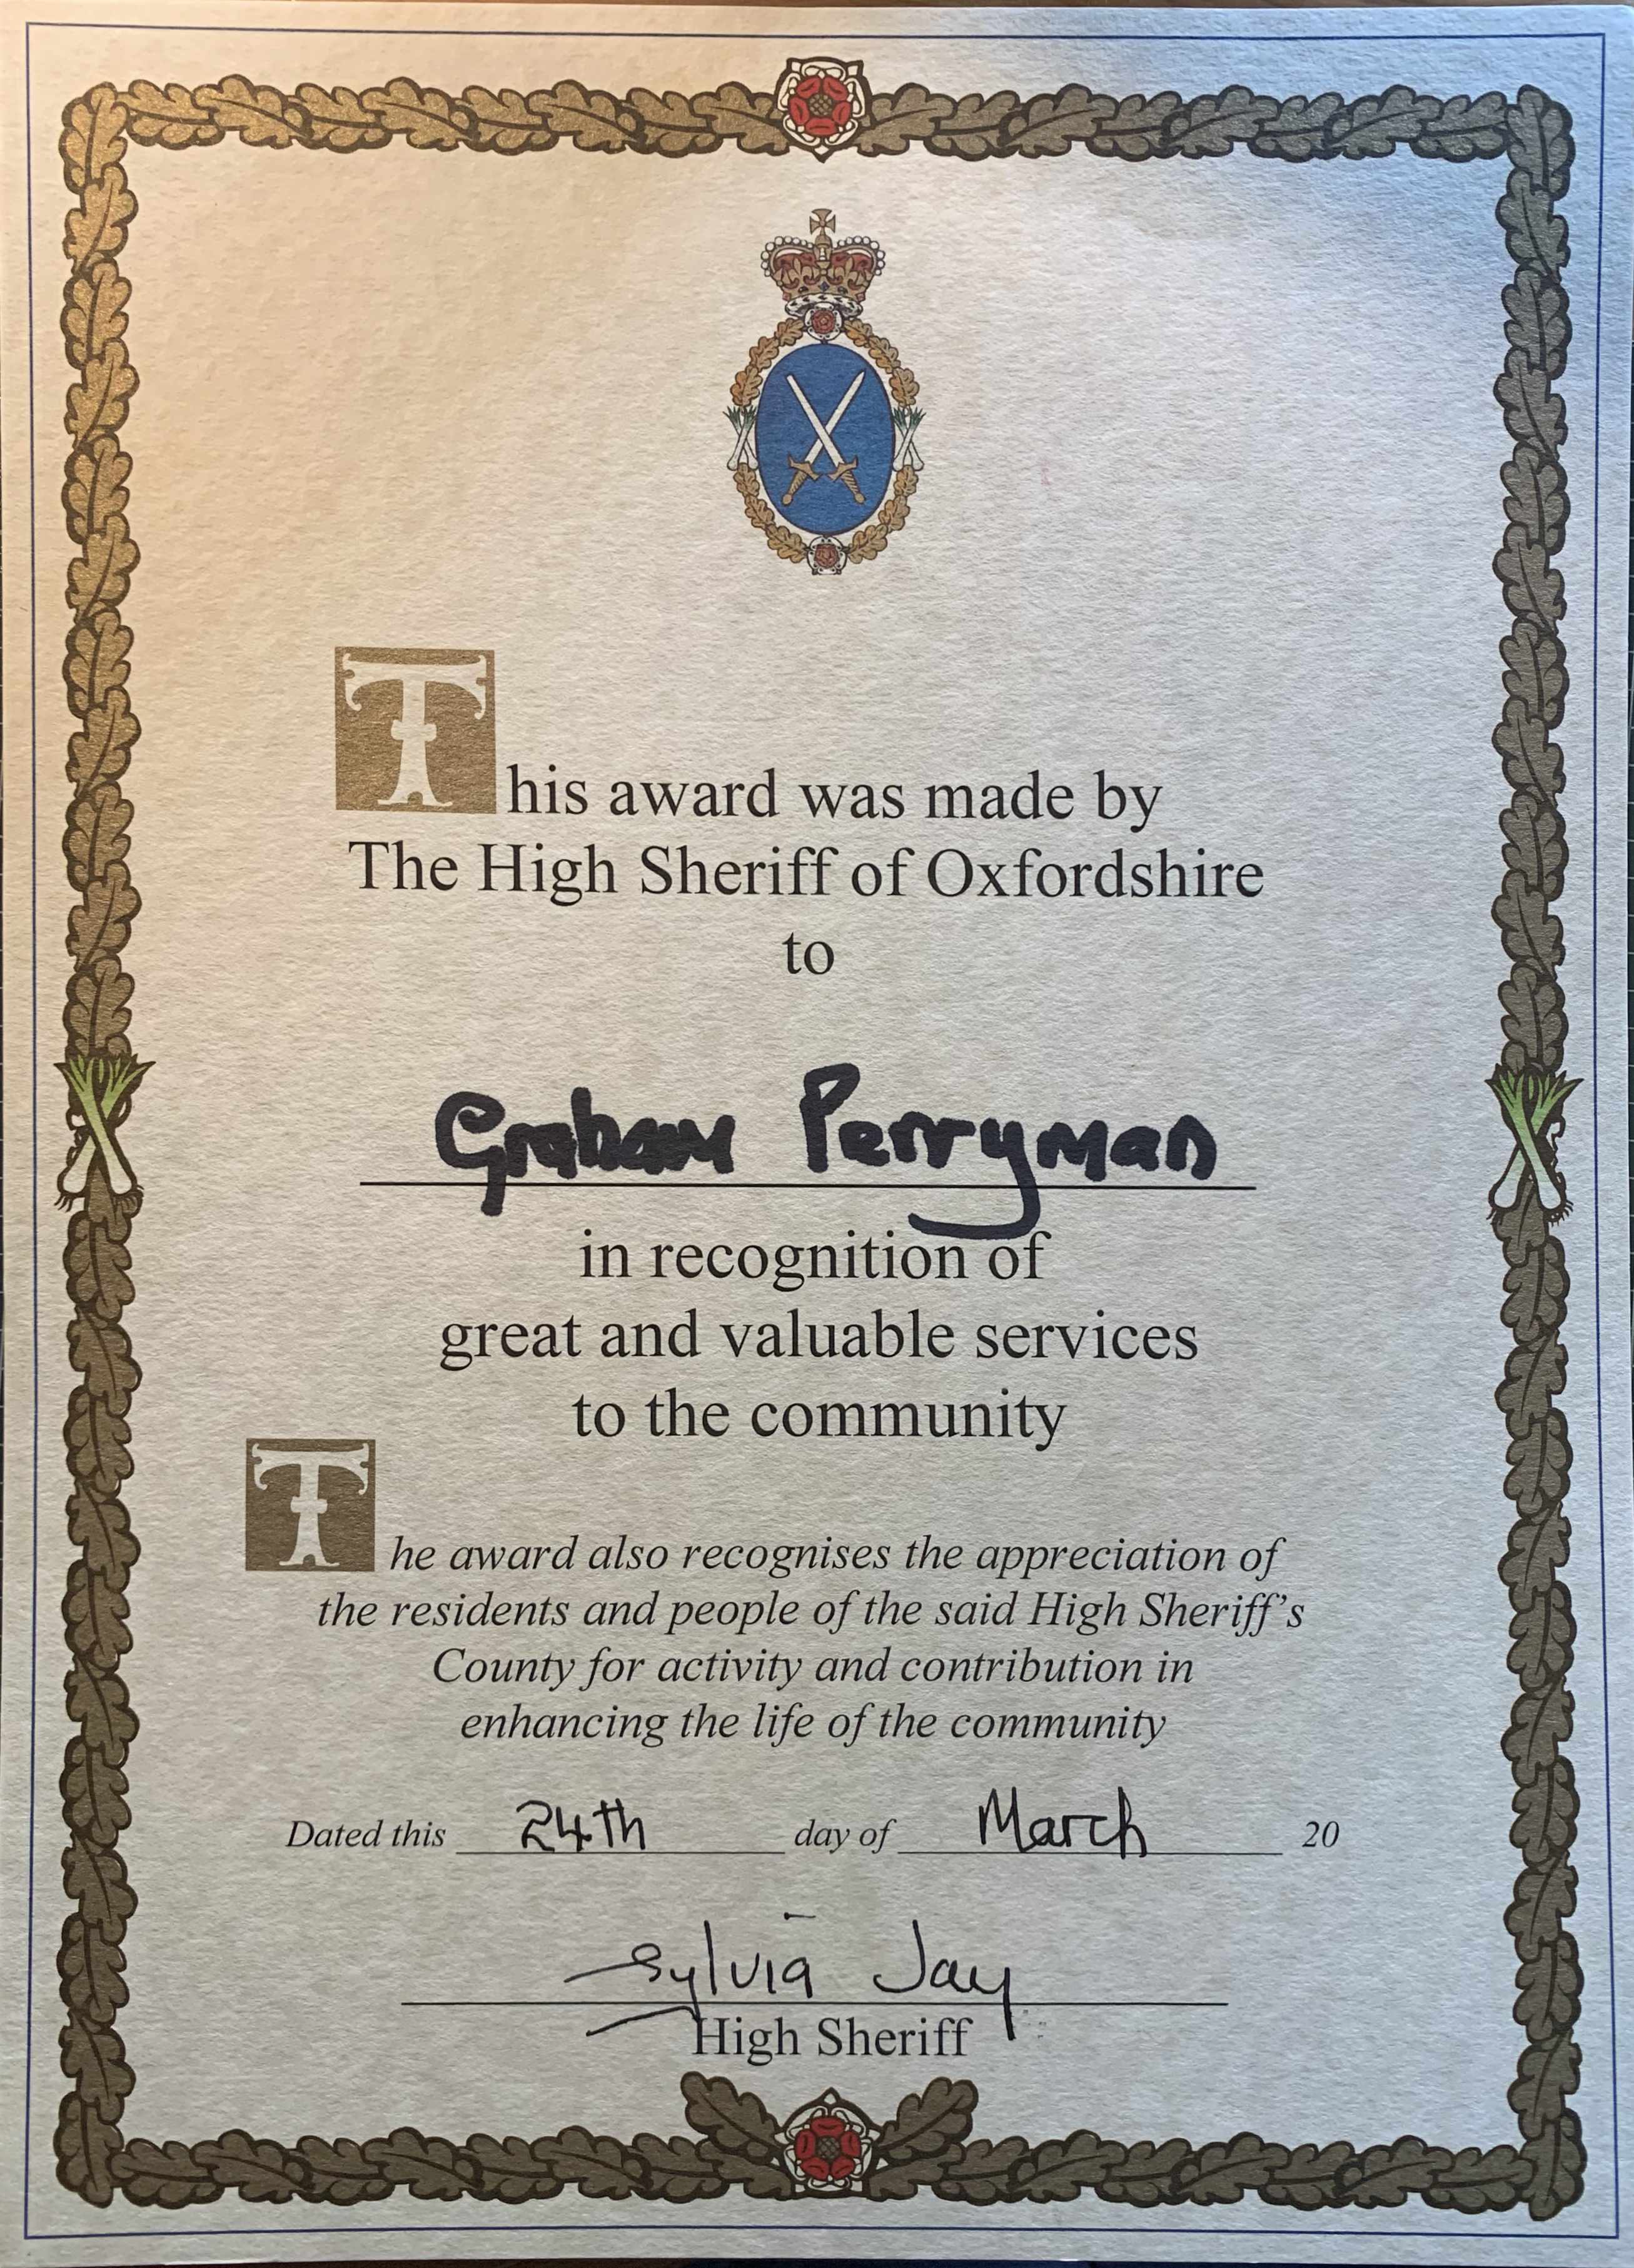 This award was made by
The High Sheriff of Oxfordshire
to
Graham Perryman
in recognition of
great and valuable services
to the community
The award also recognises the appreciation of
the residents and people of the said High Sheriff's
County for activity and contribution in
enhancing the life of the community
Dated this 24th day of March 20
Sylvia Jay
High Sheriff